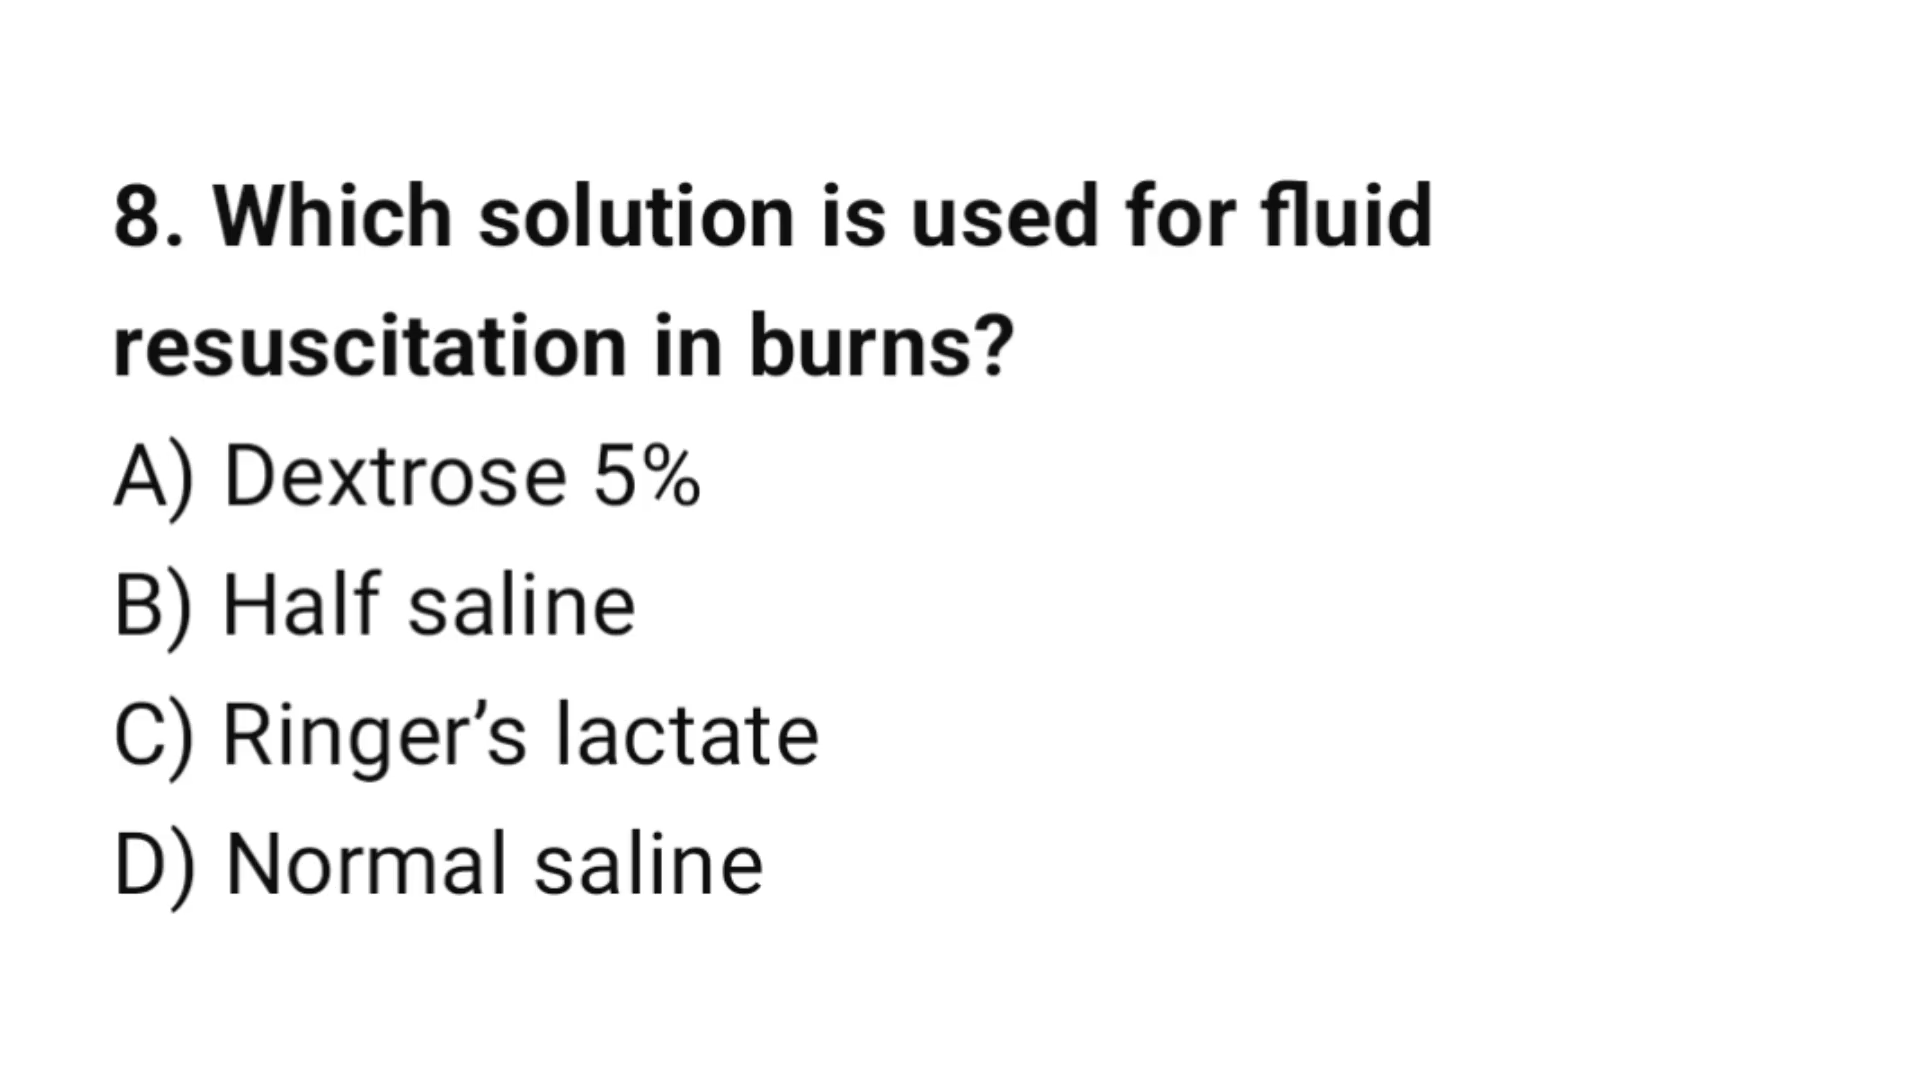 8. Which solution is used for fluid
resuscitation in burns?
A) Dextrose 5%
B) Half saline
C) Ringer’s lactate
D) Normal saline